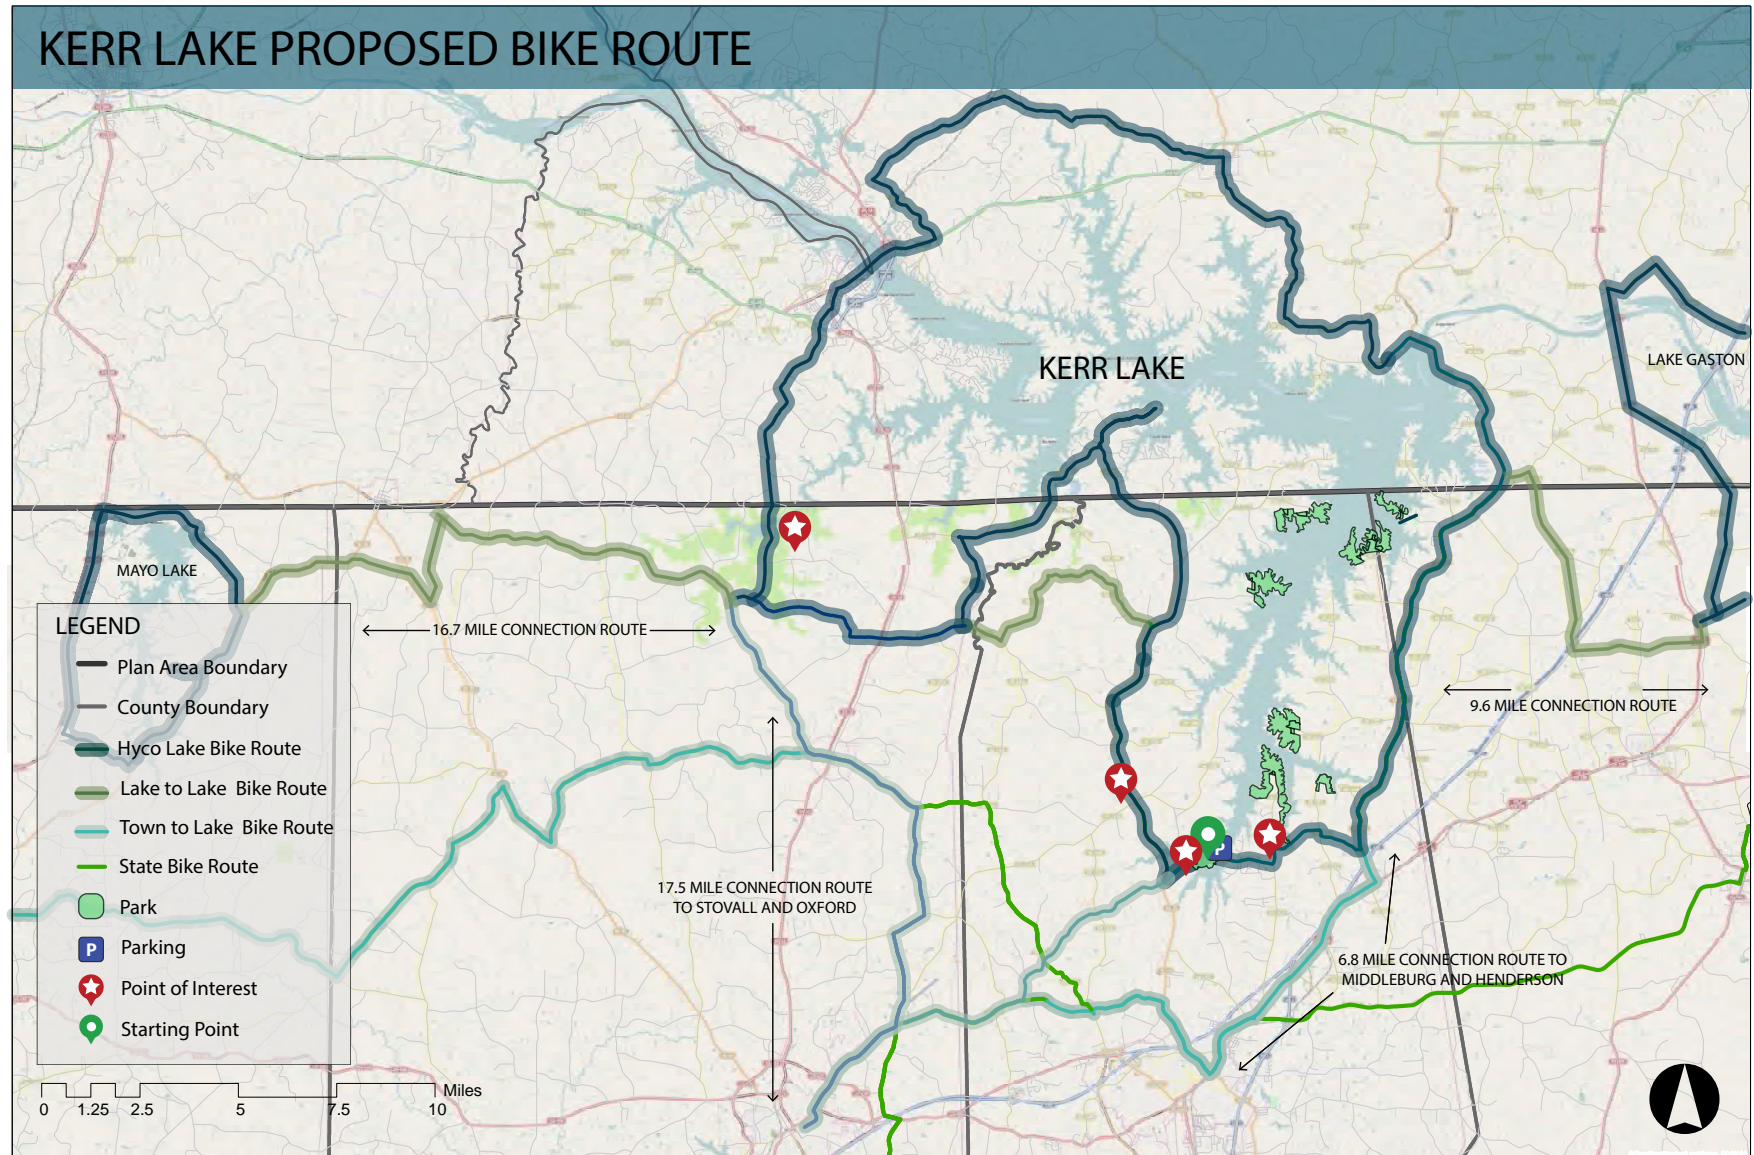 KERR LAKE PROPOSED BIKE ROUTE
KERR LAKE
LAKE GASTON
MAYO LAKE
16.7 MILE CONNECTION ROUTE
9.6 MILE CONNECTION ROUTE
17.5 MILE CONNECTION ROUTE
TO STOVALL AND OXFORD
6.8 MILE CONNECTION ROUTE TO
MIDDLEBURG AND HENDERSON
P
LEGEND
Plan Area Boundary
County Boundary
Hyco Lake Bike Route
Lake to Lake Bike Route
Town to Lake Bike Route
State Bike Route
Park
P Parking
Point of Interest
Starting Point
Miles
0 1.25 2.5 5 7.5 10